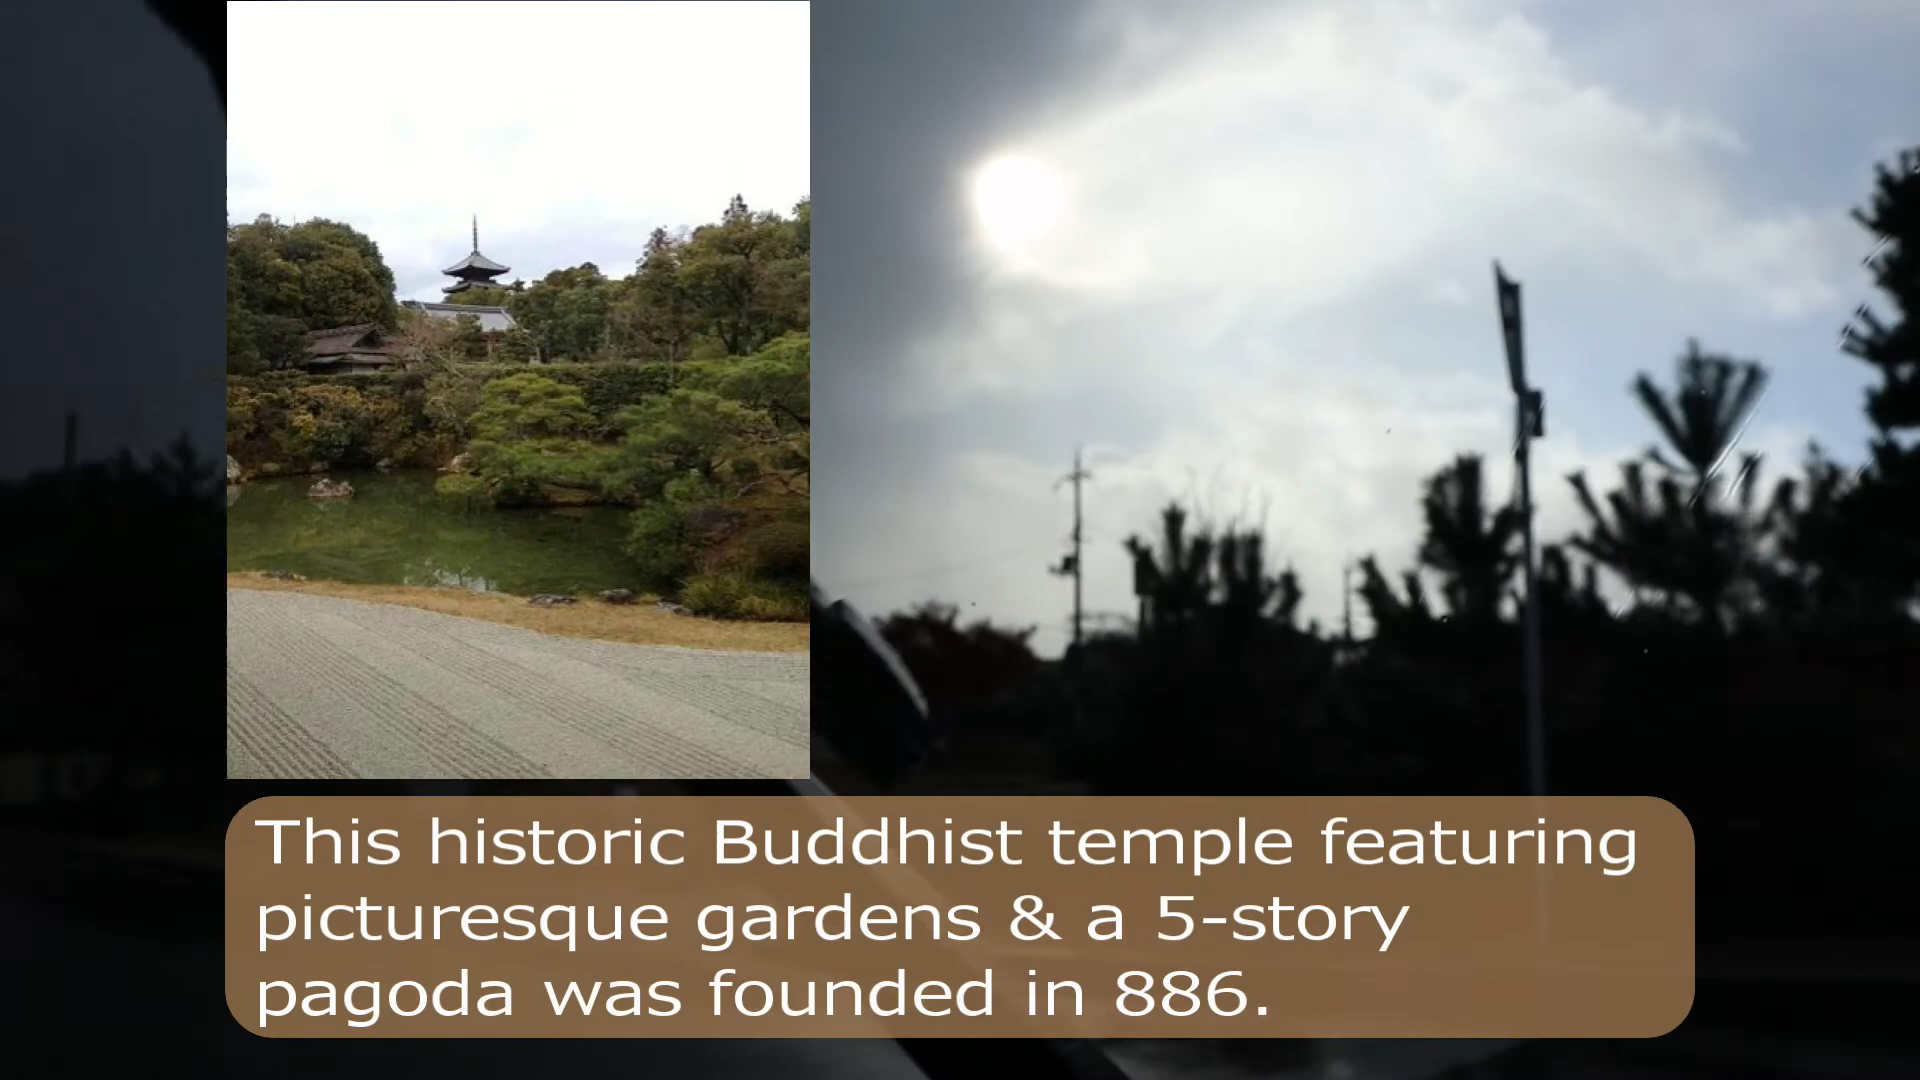 This historic Buddhist temple featuring
picturesque gardens & a 5-story
pagoda was founded in 886.